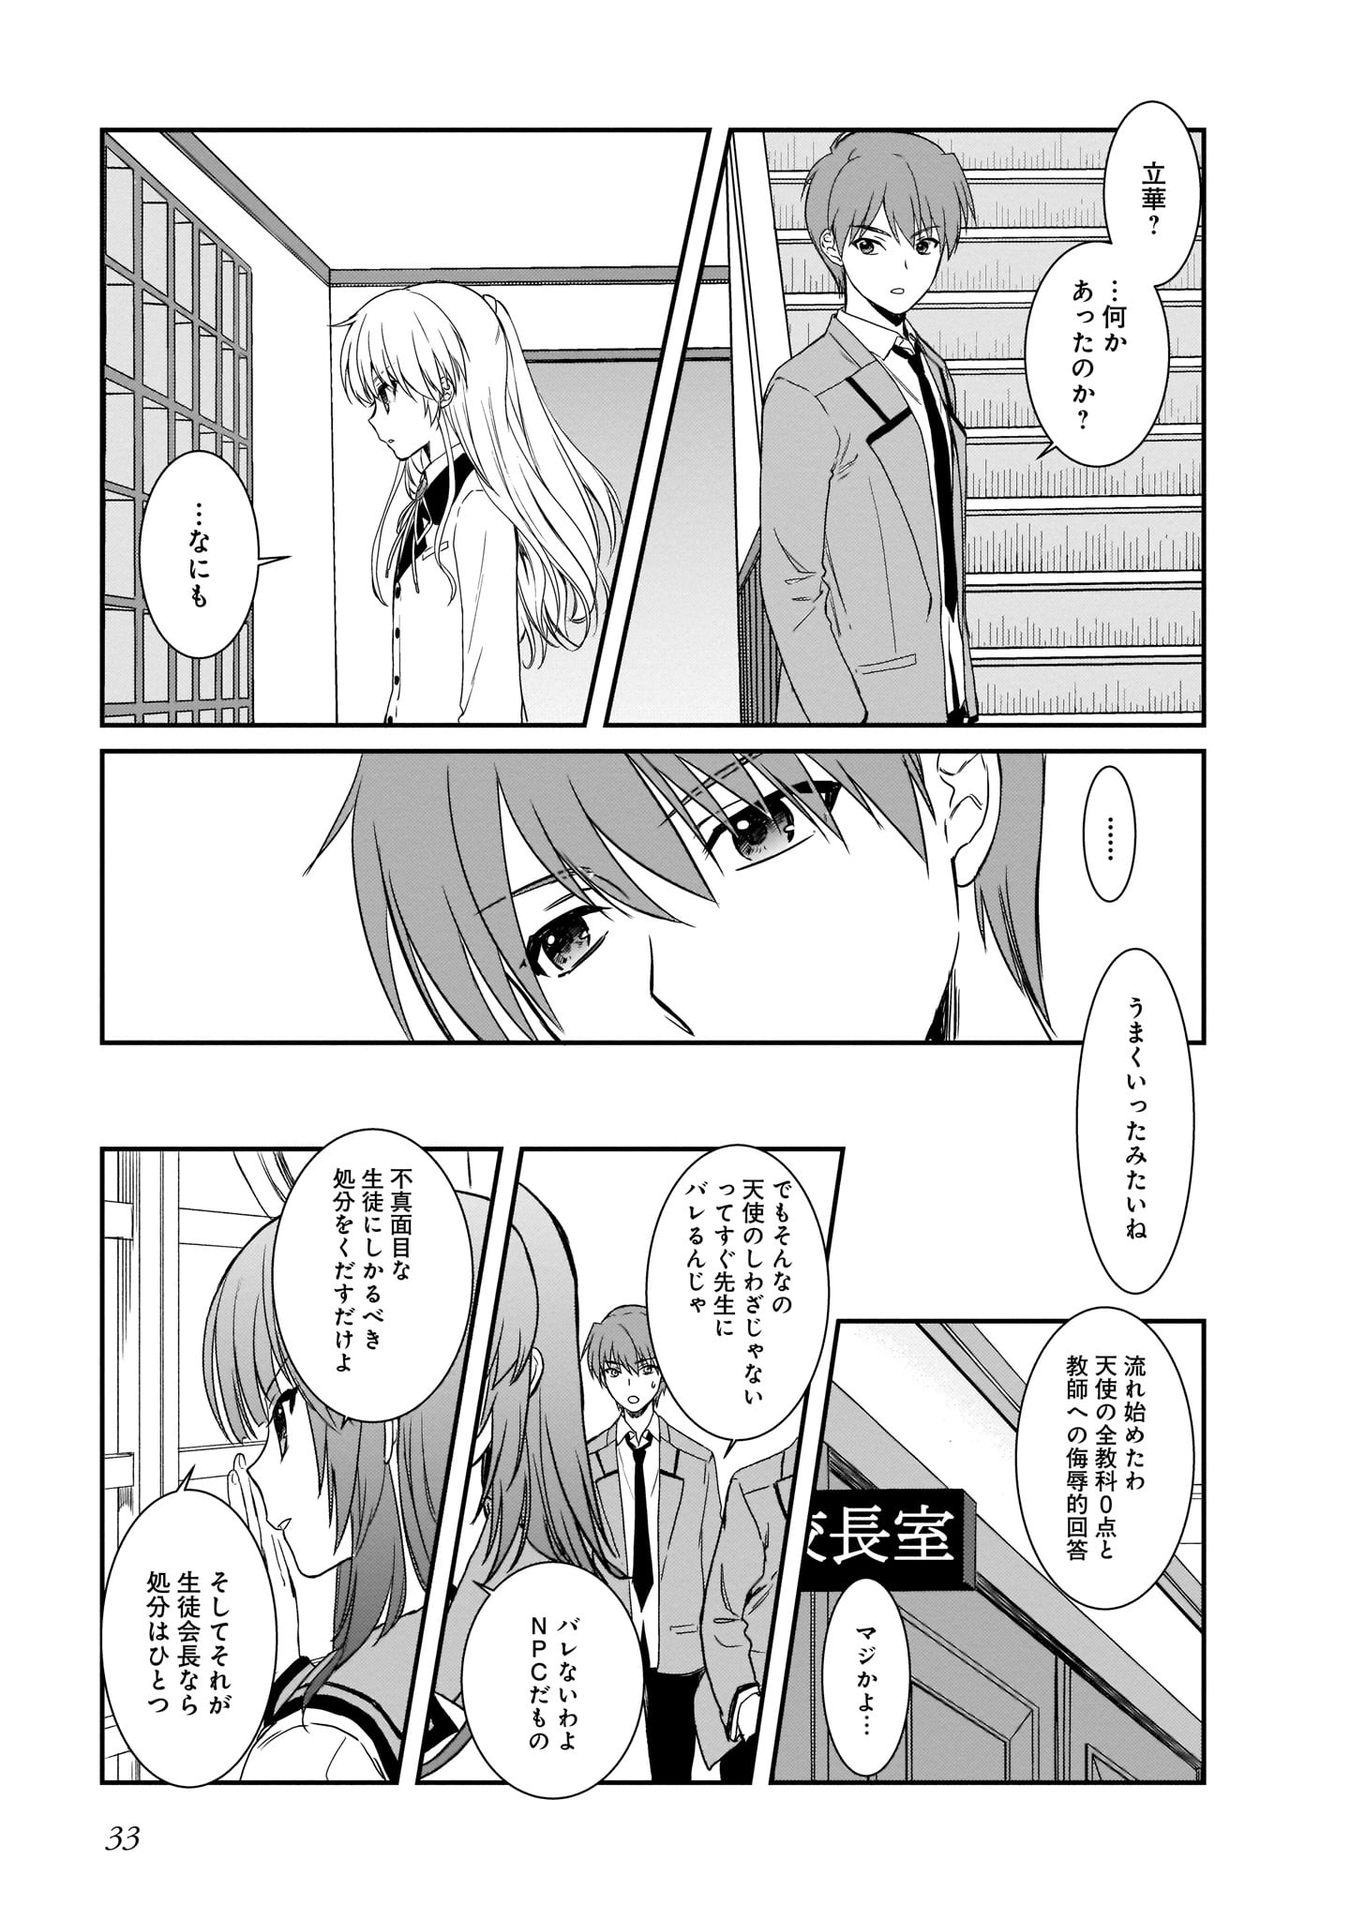 立華？
…何か
あったのか？
…なにも
……
うまくいったみたいね
流れ始めたわ
天使の全教科0点と
教師への侮辱的回答
校長室
マジかよ…
でもそんなの
天使のしわざじゃない
ってすぐ先生に
バレるんじゃ
バレないわよ
NPCだもの
不真面目な
生徒にしかるべき
処分をくだすだけよ
そしてそれが
生徒会長なら
処分はひとつ
33